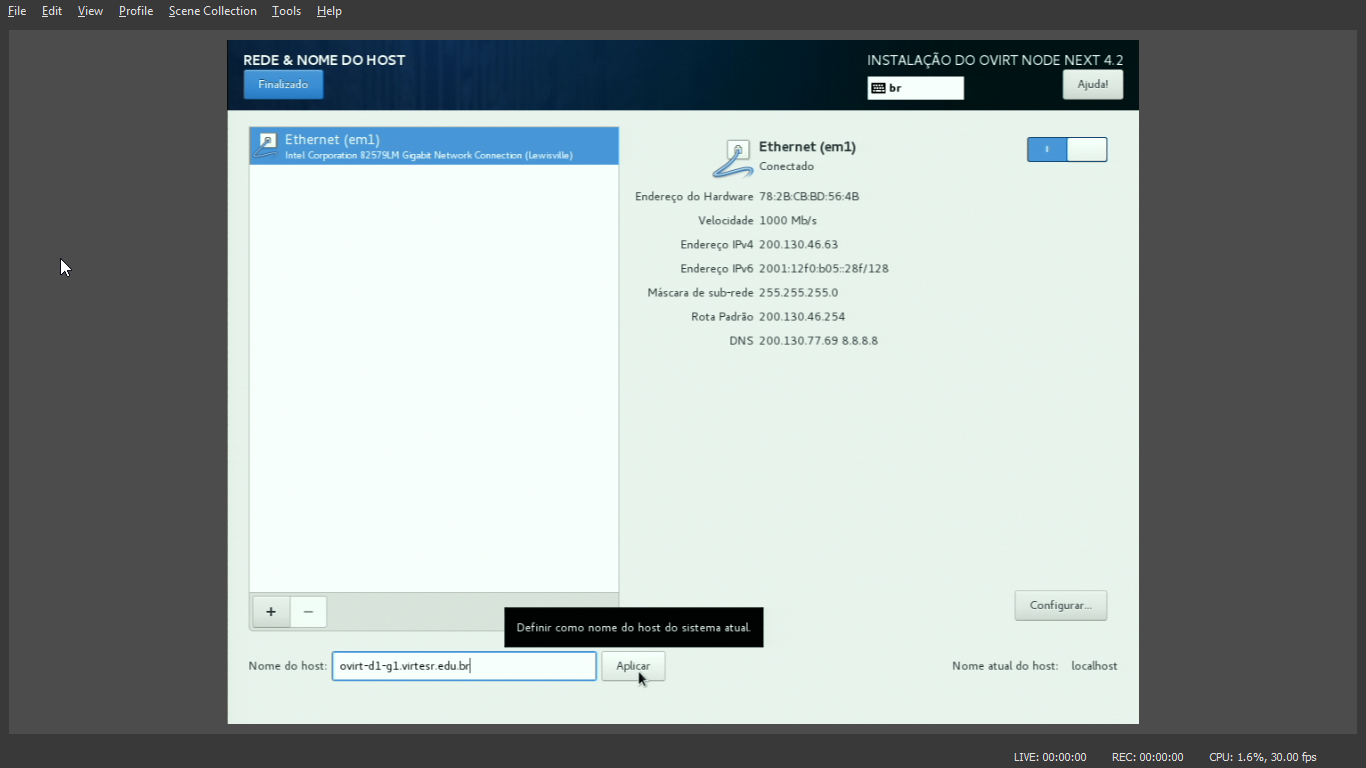 File Edit View Profile Scene Collection Tools Help
REDE & NOME DO HOST
INSTALAÇÃO DO OVIRT NODE NEXT 4.2
Finalizado
br
Ajuda!
Ethernet (em1)
Intel Corporation 82579LM Gigabit Network Connection (Lewisville)
Ethernet (em1)
Conectado
Endereço do Hardware 78:2B:CB:BD:56:4B
Velocidade 1000 Mb/s
Endereço IPv4 200.130.46.63
Endereço IPv6 2001:12f0:b05::28f/128
Máscara de sub-rede 255.255.255.0
Rota Padrão 200.130.46.254
DNS 200.130.77.69 8.8.8.8
+ −
Configurar...
Definir como nome do host do sistema atual.
Nome do host: ovirt-d1-g1.virtesr.edu.br Aplicar
Nome atual do host: localhost
LIVE: 00:00:00 REC: 00:00:00 CPU: 1.6%, 30.00 fps